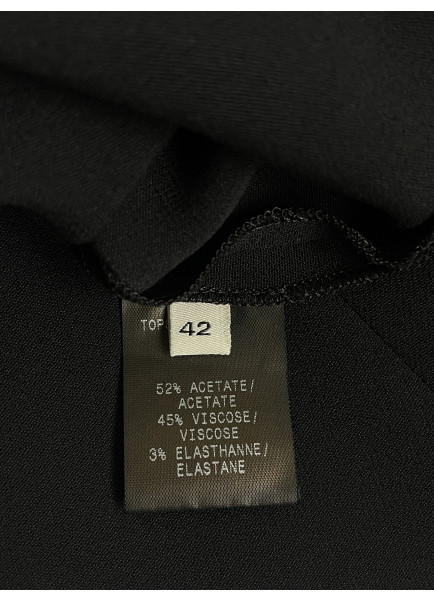 TOP
42
52% ACETATE/
ACETATE
45% VISCOSE/
VISCOSE
3% ELASTHANNE/
ELASTANE